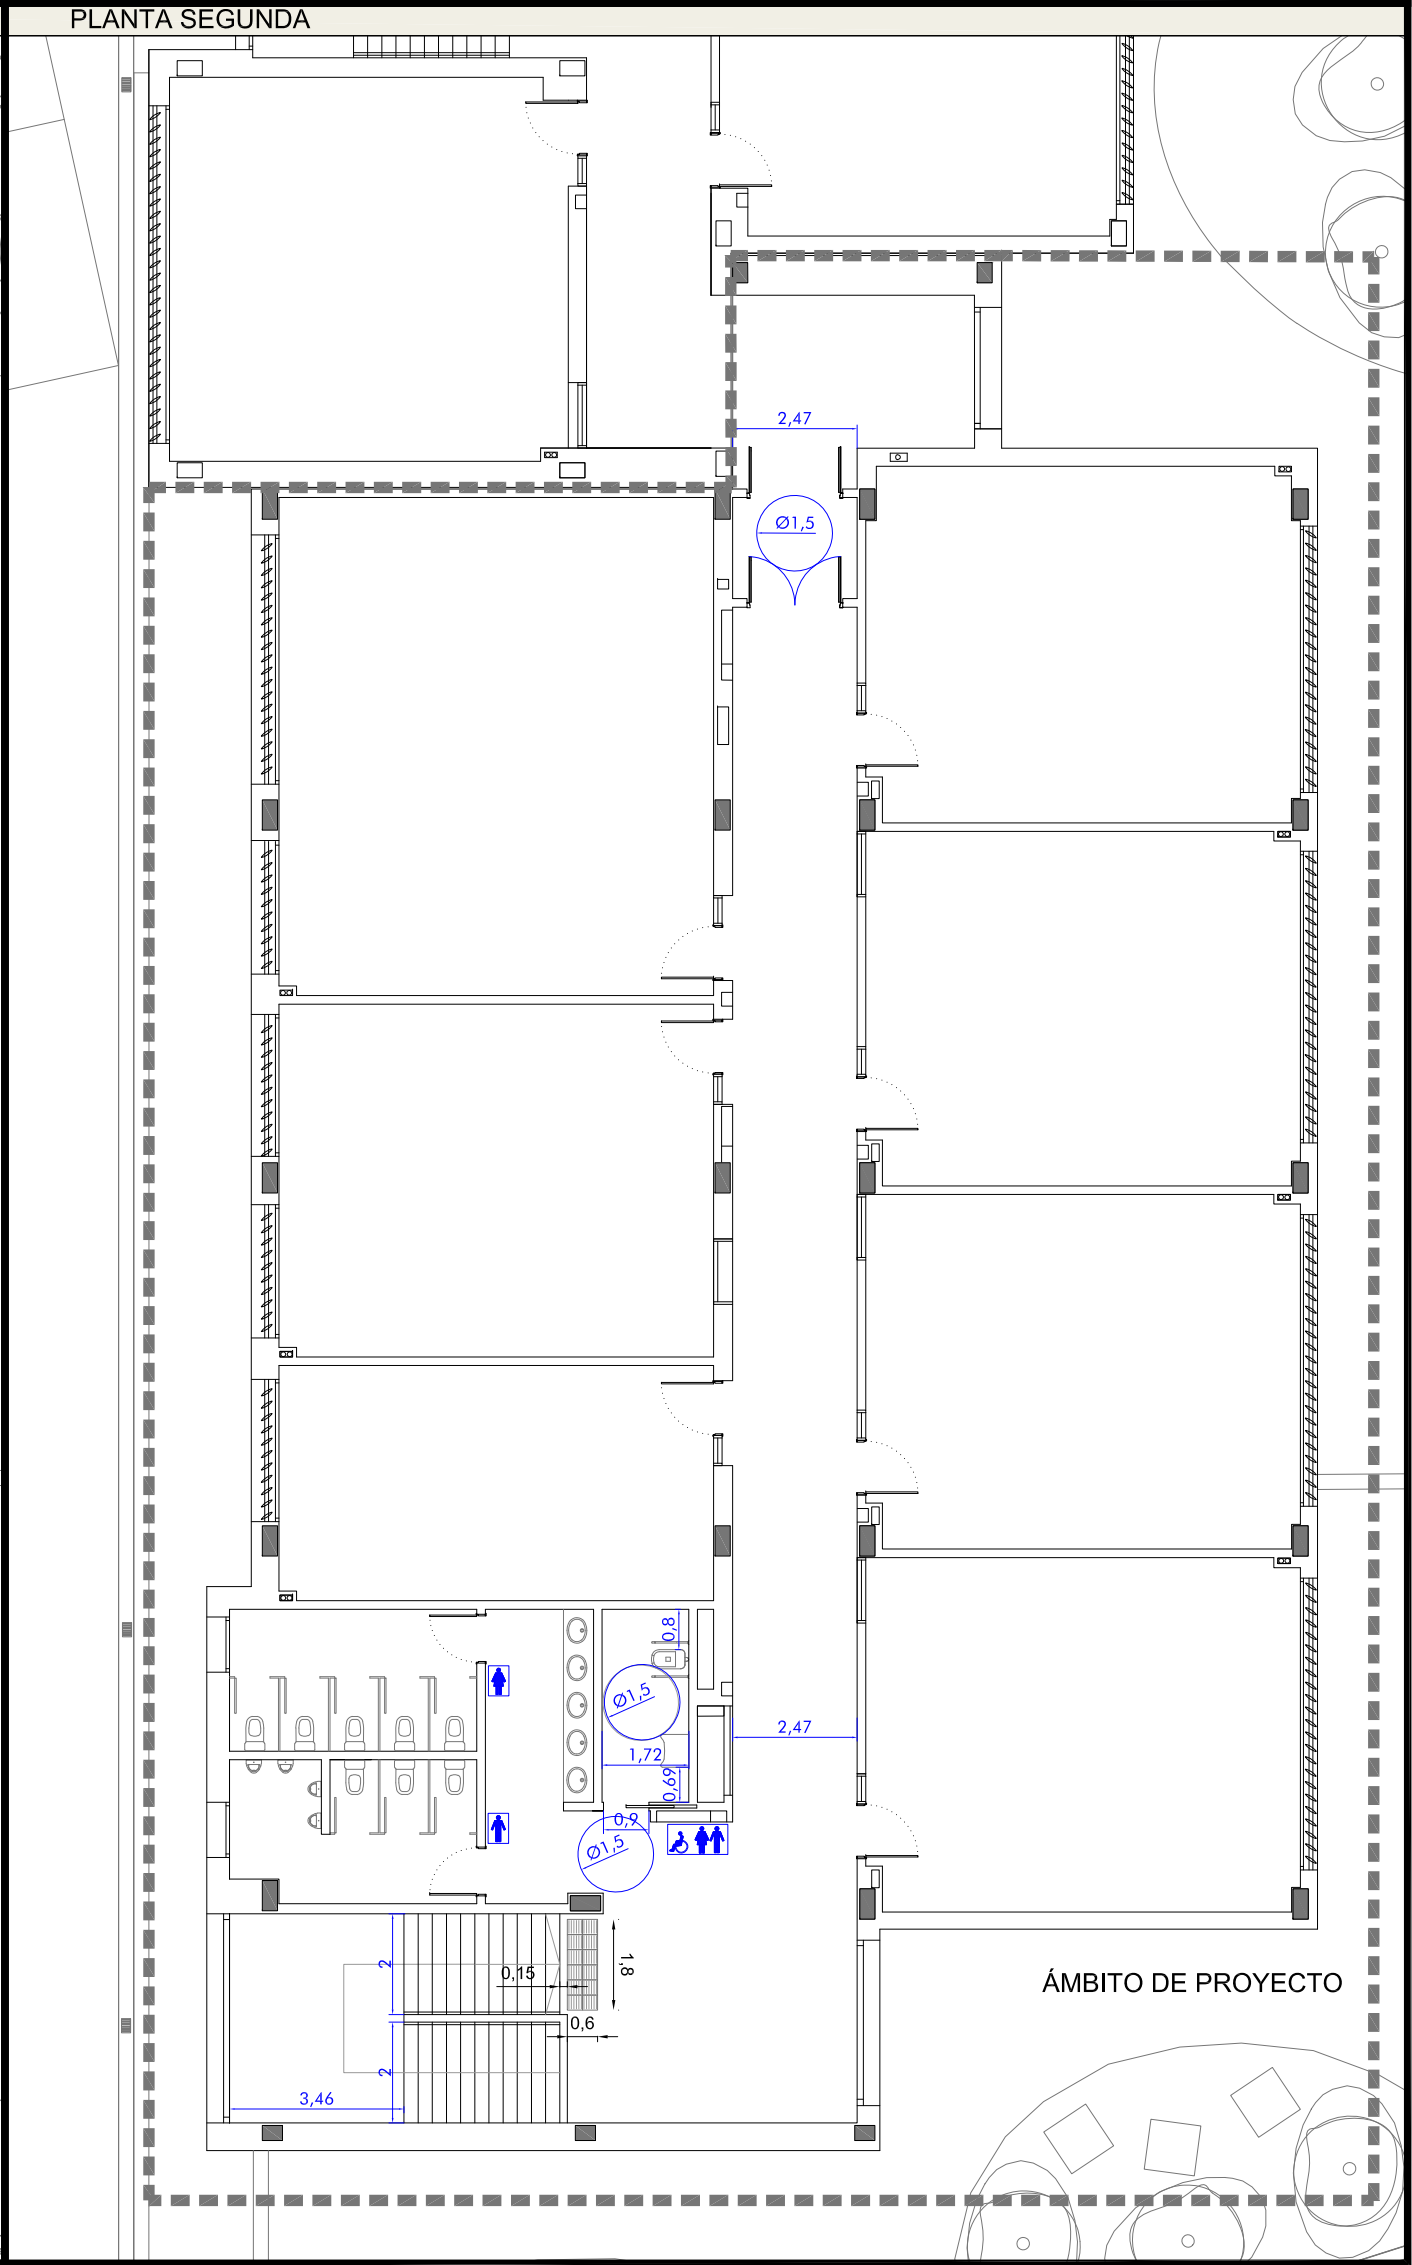 PLANTA SEGUNDA
2,47
Ø1,5
0,8
Ø1,5
2,47
1,72
0,69
0,9
Ø1,5
2
0,15
1,8
ÁMBITO DE PROYECTO
0,6
2
3,46